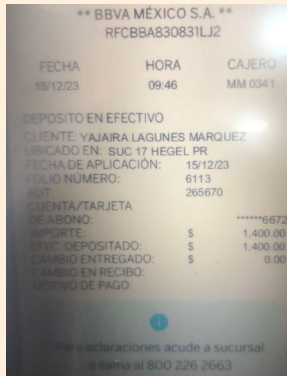 ** BBVA MÉXICO S.A. **
RFCBBA830831LJ2
FECHA HORA CAJERO
15/12/23 09:46 MM 0341
DEPOSITO EN EFECTIVO
CLIENTE: YAJAIRA LAGUNES MARQUEZ
UBICADO EN: SUC 17 HEGEL PR
FECHA DE APLICACIÓN: 15/12/23
FOLIO NÚMERO: 6113
AUT: 265670
CUENTA/TARJETA
DE ABONO: ******6672
IMPORTE: $ 1,400.00
EFEC. DEPOSITADO: $ 1,400.00
CAMBIO ENTREGADO: $ 0.00
CAMBIO EN RECIBO:
MOTIVO DE PAGO:
Para aclaraciones acude a sucursal
o llama al 800 226 2663